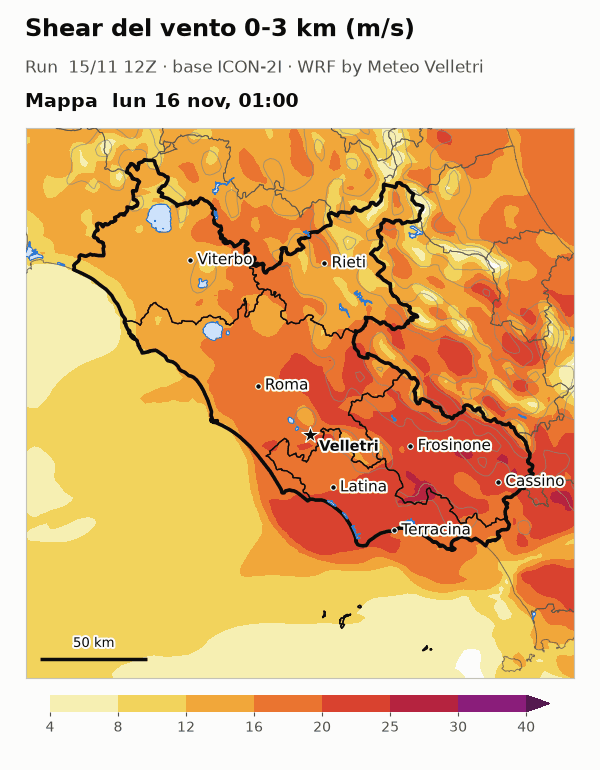 Shear del vento 0-3 km (m/s)
Run  15/11 12Z · base ICON-2I · WRF by Meteo Velletri
Mappa  lun 16 nov, 01:00
Viterbo
Rieti
Roma
Velletri
Frosinone
Cassino
Latina
Terracina
50 km
4 8 12 16 20 25 30 40